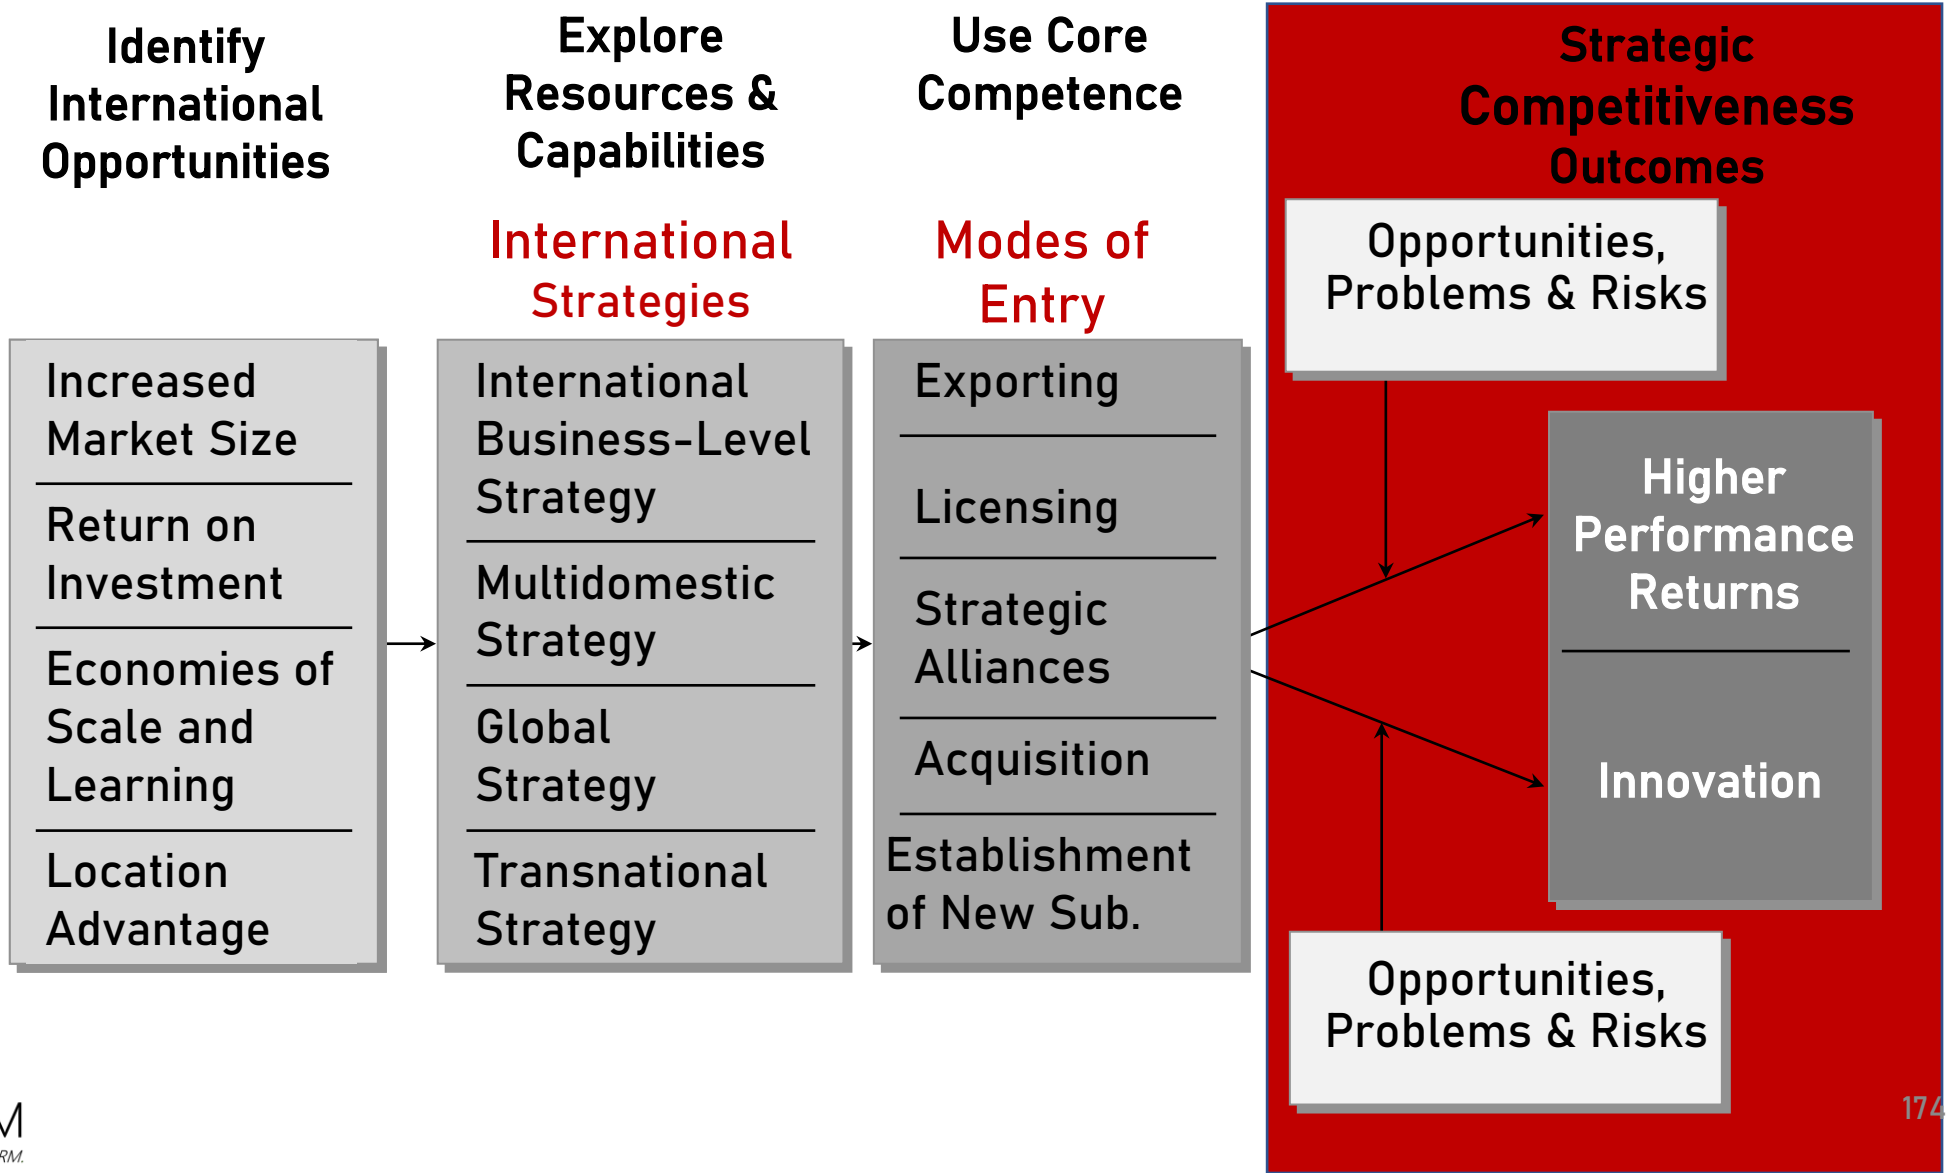 Identify
International
Opportunities
Explore
Resources &
Capabilities
Use Core
Competence
Strategic
Competitiveness
Outcomes
International
Strategies
Modes of
Entry
Increased
Market Size
Return on
Investment
Economies of
Scale and
Learning
Location
Advantage
International
Business-Level
Strategy
Multidomestic
Strategy
Global
Strategy
Transnational
Strategy
Exporting
Licensing
Strategic
Alliances
Acquisition
Establishment
of New Sub.
Opportunities,
Problems & Risks
Higher
Performance
Returns
Innovation
Opportunities,
Problems & Risks
174